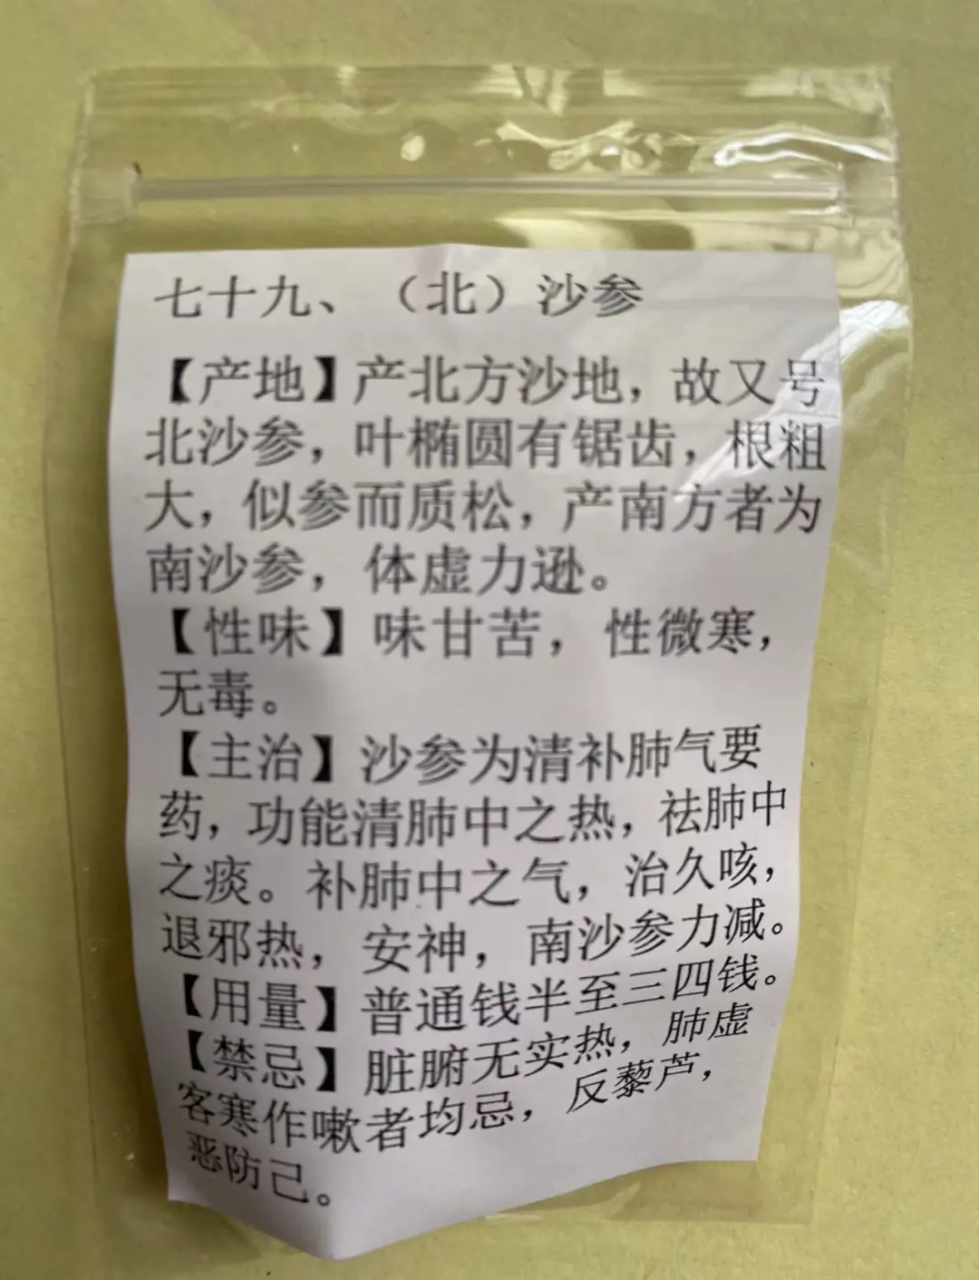 七十九、（北）沙参
【产地】产北方沙地，故又号
北沙参，叶椭圆有锯齿，根粗
大，似参而质松，产南方者为
南沙参，体虚力逊。
【性味】味甘苦，性微寒，
无毒。
【主治】沙参为清补肺气要
药，功能清肺中之热，祛肺中
之痰。补肺中之气，治久咳，
退邪热，安神，南沙参力减。
【用量】普通钱半至三四钱。
【禁忌】脏腑无实热，肺虚
客寒作嗽者均忌，反藜芦，
恶防己。